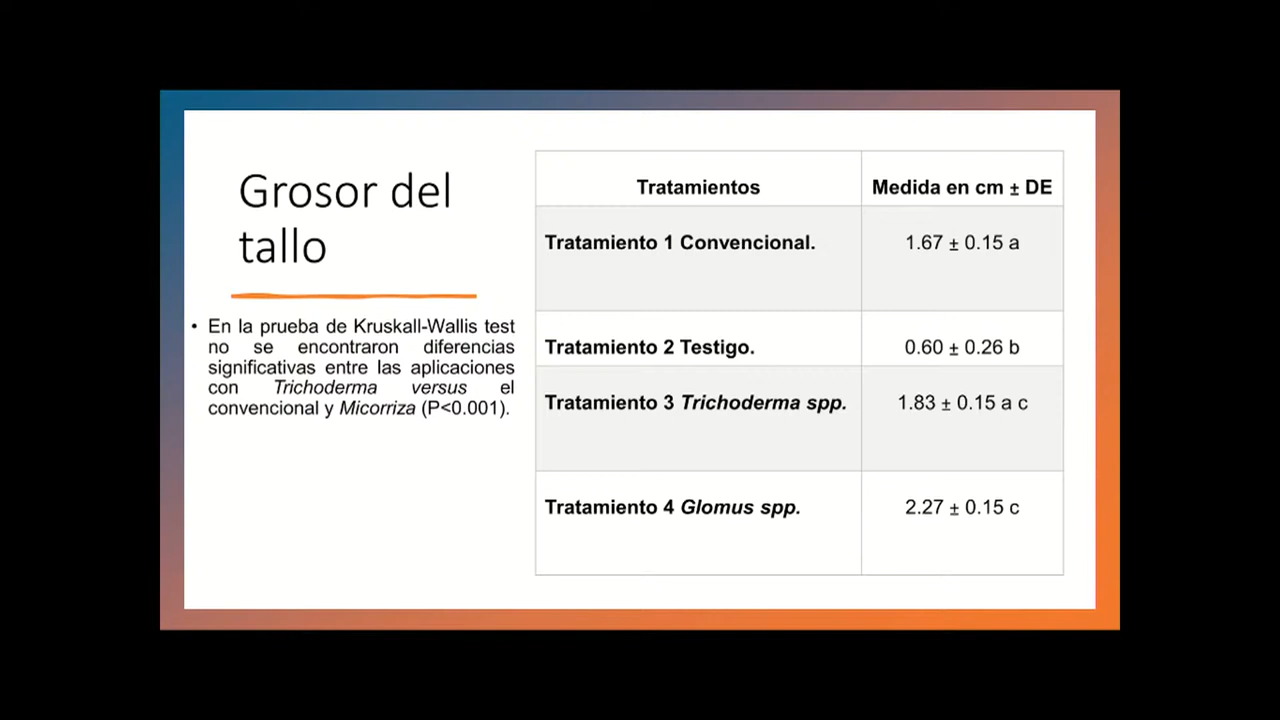 Grosor del
tallo
• En la prueba de Kruskall-Wallis test
no se encontraron diferencias
significativas entre las aplicaciones
con Trichoderma versus el
convencional y Micorriza (P<0.001).
Tratamientos Medida en cm ± DE
Tratamiento 1 Convencional. 1.67 ± 0.15 a
Tratamiento 2 Testigo. 0.60 ± 0.26 b
Tratamiento 3 Trichoderma spp. 1.83 ± 0.15 a c
Tratamiento 4 Glomus spp. 2.27 ± 0.15 c